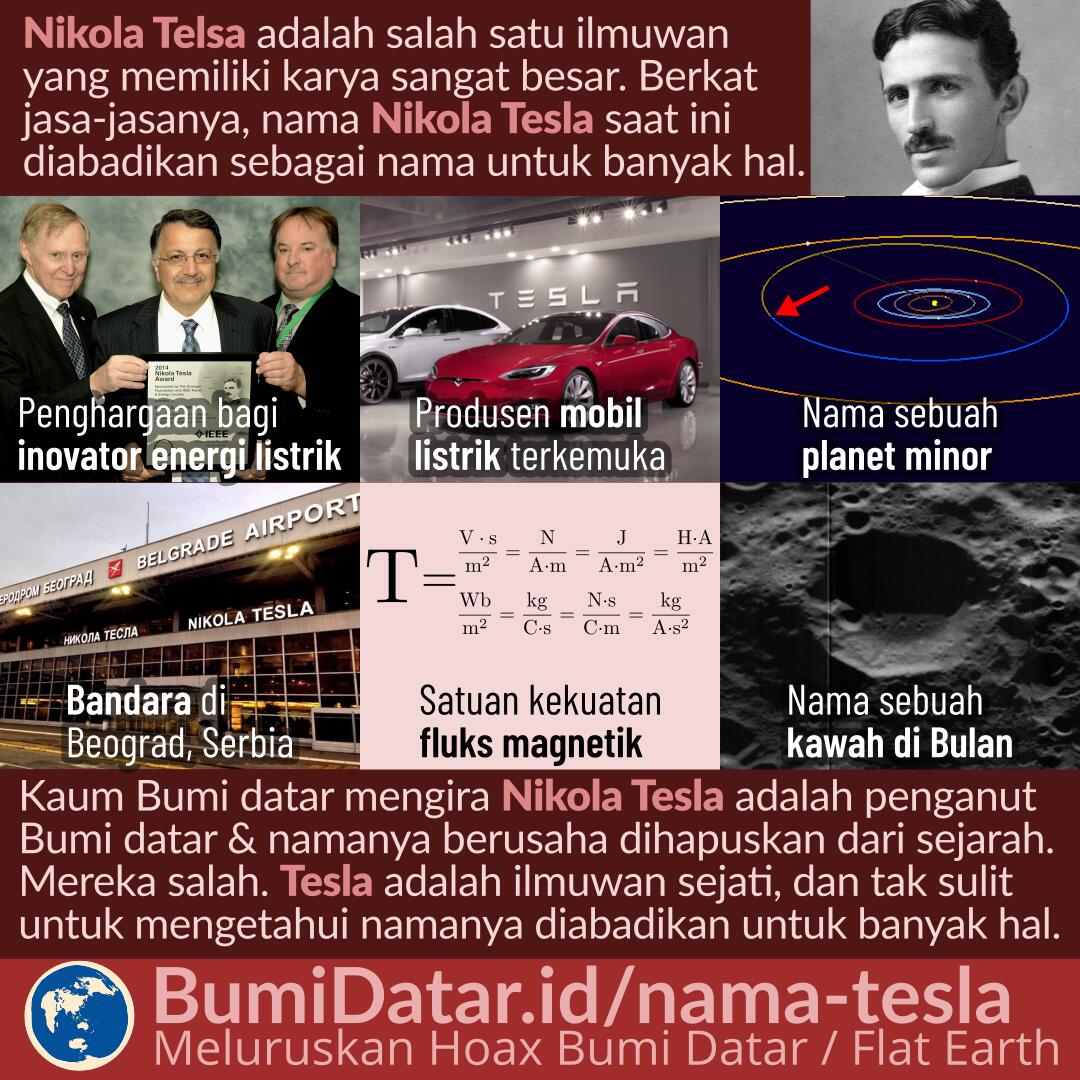 Nikola Telsa adalah salah satu ilmuwan
yang memiliki karya sangat besar. Berkat
jasa-jasanya, nama Nikola Tesla saat ini
diabadikan sebagai nama untuk banyak hal.
2014
Nikola Tesla
Award
IEEE
Penghargaan bagi
inovator energi listrik
TESLA
Produsen mobil
listrik terkemuka
Nama sebuah
planet minor
АЕРОДРОМ БЕОГРАД BELGRADE AIRPORT
НИКОЛА ТЕСЛА NIKOLA TESLA
Bandara di
Beograd, Serbia
T = V · s / m² = N / A·m = J / A·m² = H·A / m²
Wb / m² = kg / C·s = N·s / C·m = kg / A·s²
Satuan kekuatan
fluks magnetik
Nama sebuah
kawah di Bulan
Kaum Bumi datar mengira Nikola Tesla adalah penganut
Bumi datar & namanya berusaha dihapuskan dari sejarah.
Mereka salah. Tesla adalah ilmuwan sejati, dan tak sulit
untuk mengetahui namanya diabadikan untuk banyak hal.
BumiDatar.id/nama-tesla
Meluruskan Hoax Bumi Datar / Flat Earth